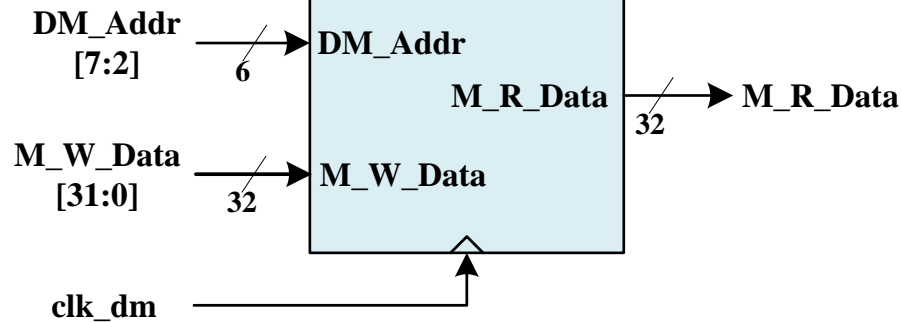 DM_Addr
[7:2]
6
DM_Addr
M_R_Data
32
M_R_Data
M_W_Data
[31:0]
32
M_W_Data
clk_dm